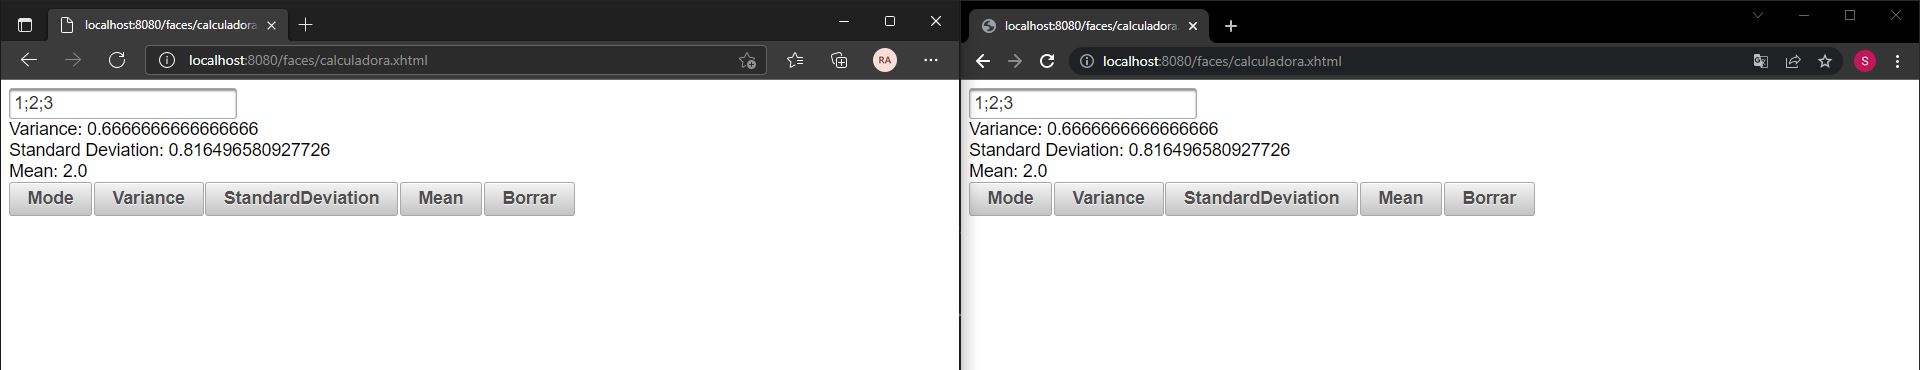 localhost:8080/faces/calculadora
localhost:8080/faces/calculadora.xhtml
RA
1;2;3
Variance: 0.6666666666666666
Standard Deviation: 0.816496580927726
Mean: 2.0
Mode Variance StandardDeviation Mean Borrar
localhost:8080/faces/calculadora.
localhost:8080/faces/calculadora.xhtml
S
1;2;3
Variance: 0.6666666666666666
Standard Deviation: 0.816496580927726
Mean: 2.0
Mode Variance StandardDeviation Mean Borrar